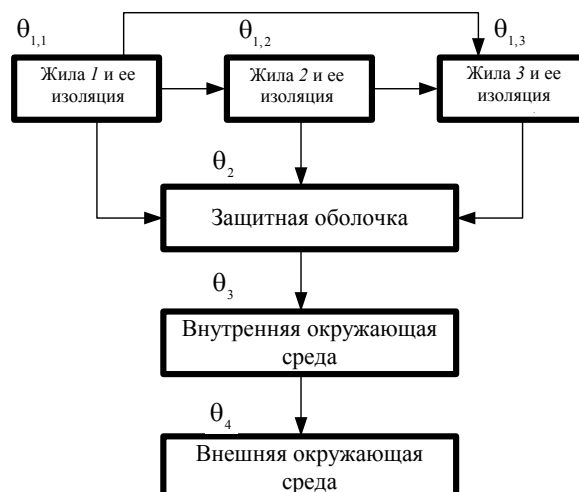 θ1,1
θ1,2
θ1,3
Жила 1 и ее
изоляция
Жила 2 и ее
изоляция
Жила 3 и ее
изоляция
θ2
Защитная оболочка
θ3
Внутренняя окружающая
среда
θ4
Внешняя окружающая
среда